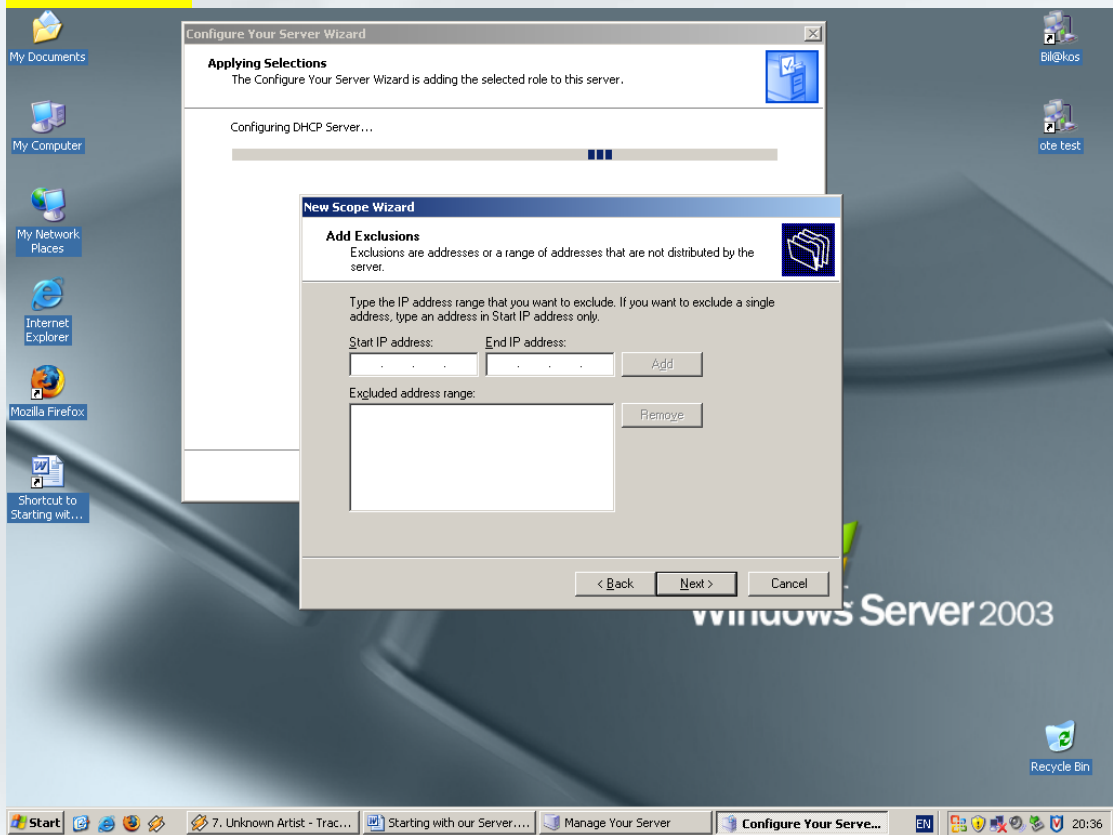 My Documents
My Computer
My Network
Places
Internet
Explorer
Mozilla Firefox
Shortcut to
Starting wit...
Bil@kos
ote test
Recycle Bin
Configure Your Server Wizard
Applying Selections
The Configure Your Server Wizard is adding the selected role to this server.
Configuring DHCP Server...
New Scope Wizard
Add Exclusions
Exclusions are addresses or a range of addresses that are not distributed by the
server.
Type the IP address range that you want to exclude. If you want to exclude a single
address, type an address in Start IP address only.
Start IP address: End IP address:
Add
Excluded address range:
Remove
< Back Next > Cancel
Windows Server 2003
Start 7. Unknown Artist - Trac... Starting with our Server.... Manage Your Server Configure Your Serve... EN 20:36